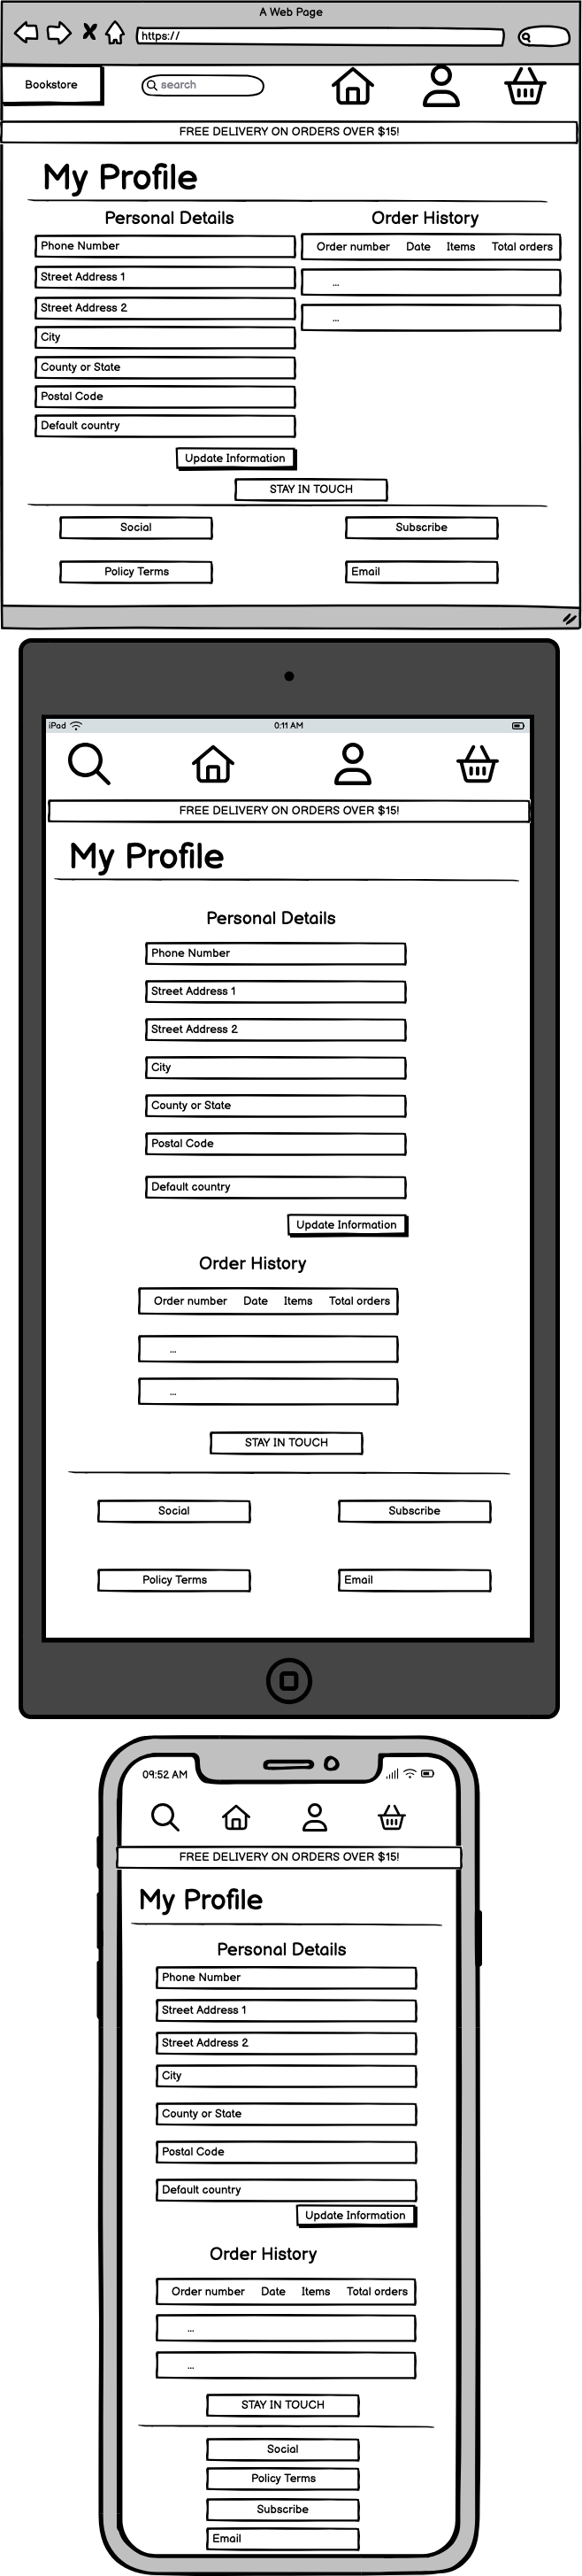 A Web Page
https://
Bookstore
search
FREE DELIVERY ON ORDERS OVER $15!
My Profile
Personal Details
Phone Number
Street Address 1
Street Address 2
City
County or State
Postal Code
Default country
Update Information
Order History
Order number Date Items Total orders
...
...
STAY IN TOUCH
Social
Subscribe
Policy Terms
Email
iPad 0:11 AM
FREE DELIVERY ON ORDERS OVER $15!
My Profile
Personal Details
Phone Number
Street Address 1
Street Address 2
City
County or State
Postal Code
Default country
Update Information
Order History
Order number Date Items Total orders
...
...
STAY IN TOUCH
Social
Subscribe
Policy Terms
Email
09:52 AM
FREE DELIVERY ON ORDERS OVER $15!
My Profile
Personal Details
Phone Number
Street Address 1
Street Address 2
City
County or State
Postal Code
Default country
Update Information
Order History
Order number Date Items Total orders
...
...
STAY IN TOUCH
Social
Policy Terms
Subscribe
Email